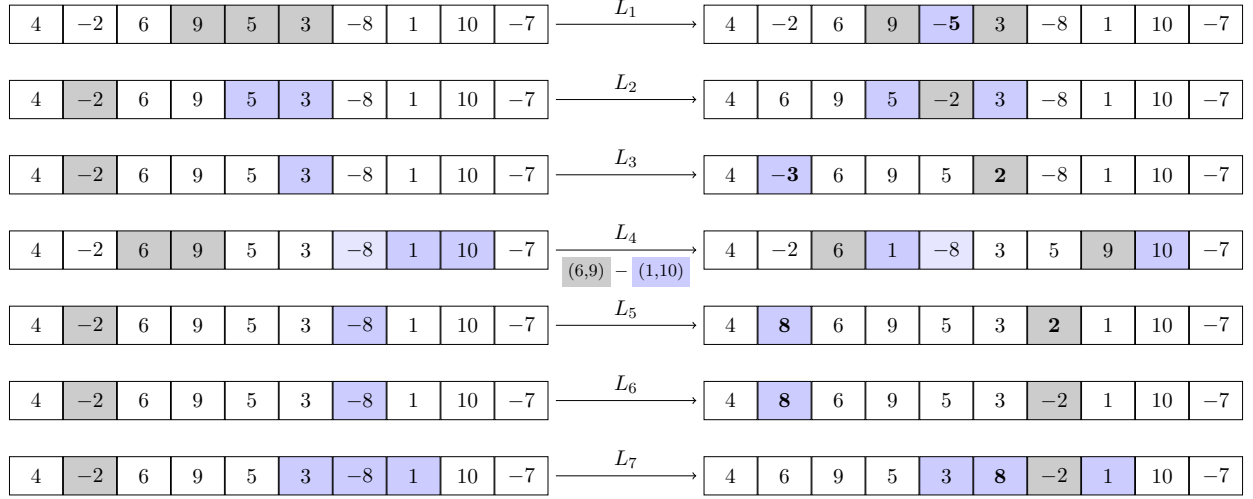 4 −2 6 9 5 3 −8 1 10 −7 L1 4 −2 6 9 −5 3 −8 1 10 −7
4 −2 6 9 5 3 −8 1 10 −7 L2 4 6 9 5 −2 3 −8 1 10 −7
4 −2 6 9 5 3 −8 1 10 −7 L3 4 −3 6 9 5 2 −8 1 10 −7
4 −2 6 9 5 3 −8 1 10 −7 L4 4 −2 6 1 −8 3 5 9 10 −7
(6,9) − (1,10)
4 −2 6 9 5 3 −8 1 10 −7 L5 4 8 6 9 5 3 2 1 10 −7
4 −2 6 9 5 3 −8 1 10 −7 L6 4 8 6 9 5 3 −2 1 10 −7
4 −2 6 9 5 3 −8 1 10 −7 L7 4 6 9 5 3 8 −2 1 10 −7